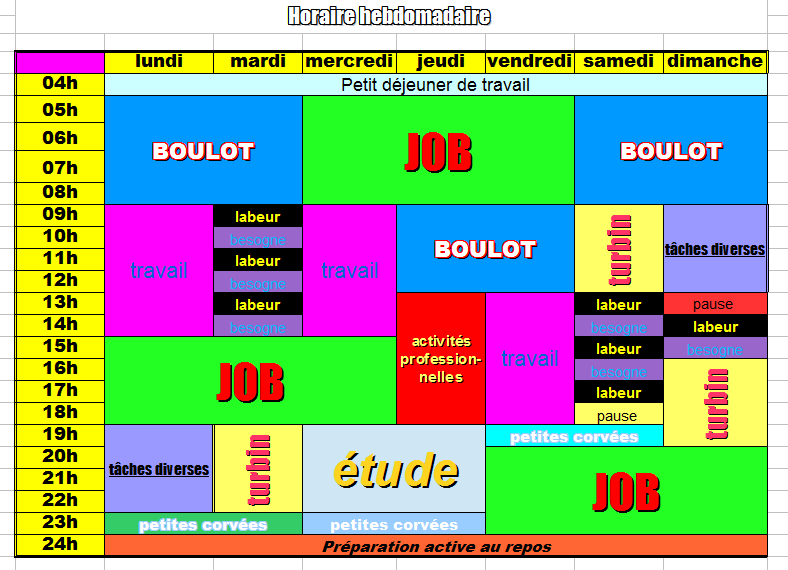 Horaire hebdomadaire
lundi mardi mercredi jeudi vendredi samedi dimanche
04h Petit déjeuner de travail
05h
06h
BOULOT JOB BOULOT
07h
08h
09h labeur
10h besogne
turbin
BOULOT
tâches diverses
11h labeur
travail travail
12h besogne
13h labeur labeur pause
14h besogne besogne labeur
15h labeur besogne
activités
profession-
nelles
travail
16h besogne
JOB
17h labeur
turbin
18h pause
19h petites corvées
20h
tâches diverses turbin étude
21h
JOB
22h
23h petites corvées petites corvées
24h Préparation active au repos